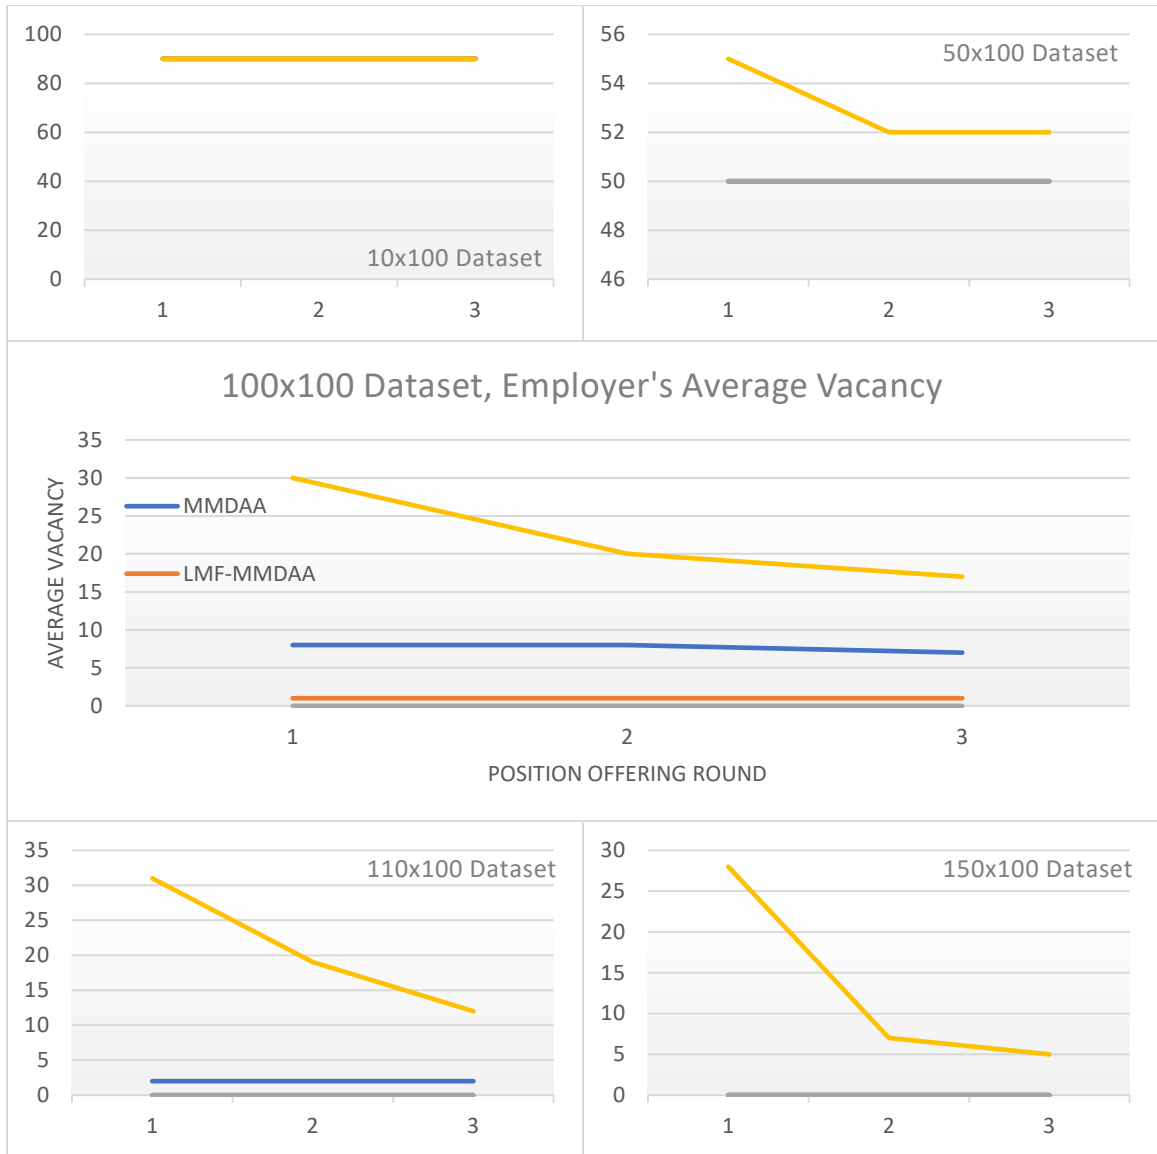 100
80
60
40
20
0
10x100 Dataset
1 2 3
56
54
52
50
48
46
50x100 Dataset
1 2 3
100x100 Dataset, Employer's Average Vacancy
AVERAGE VACANCY
35
30
25
20
15
10
5
0
MMDAA
LMF-MMDAA
1 2 3
POSITION OFFERING ROUND
35
30
25
20
15
10
5
0
110x100 Dataset
1 2 3
30
25
20
15
10
5
0
150x100 Dataset
1 2 3